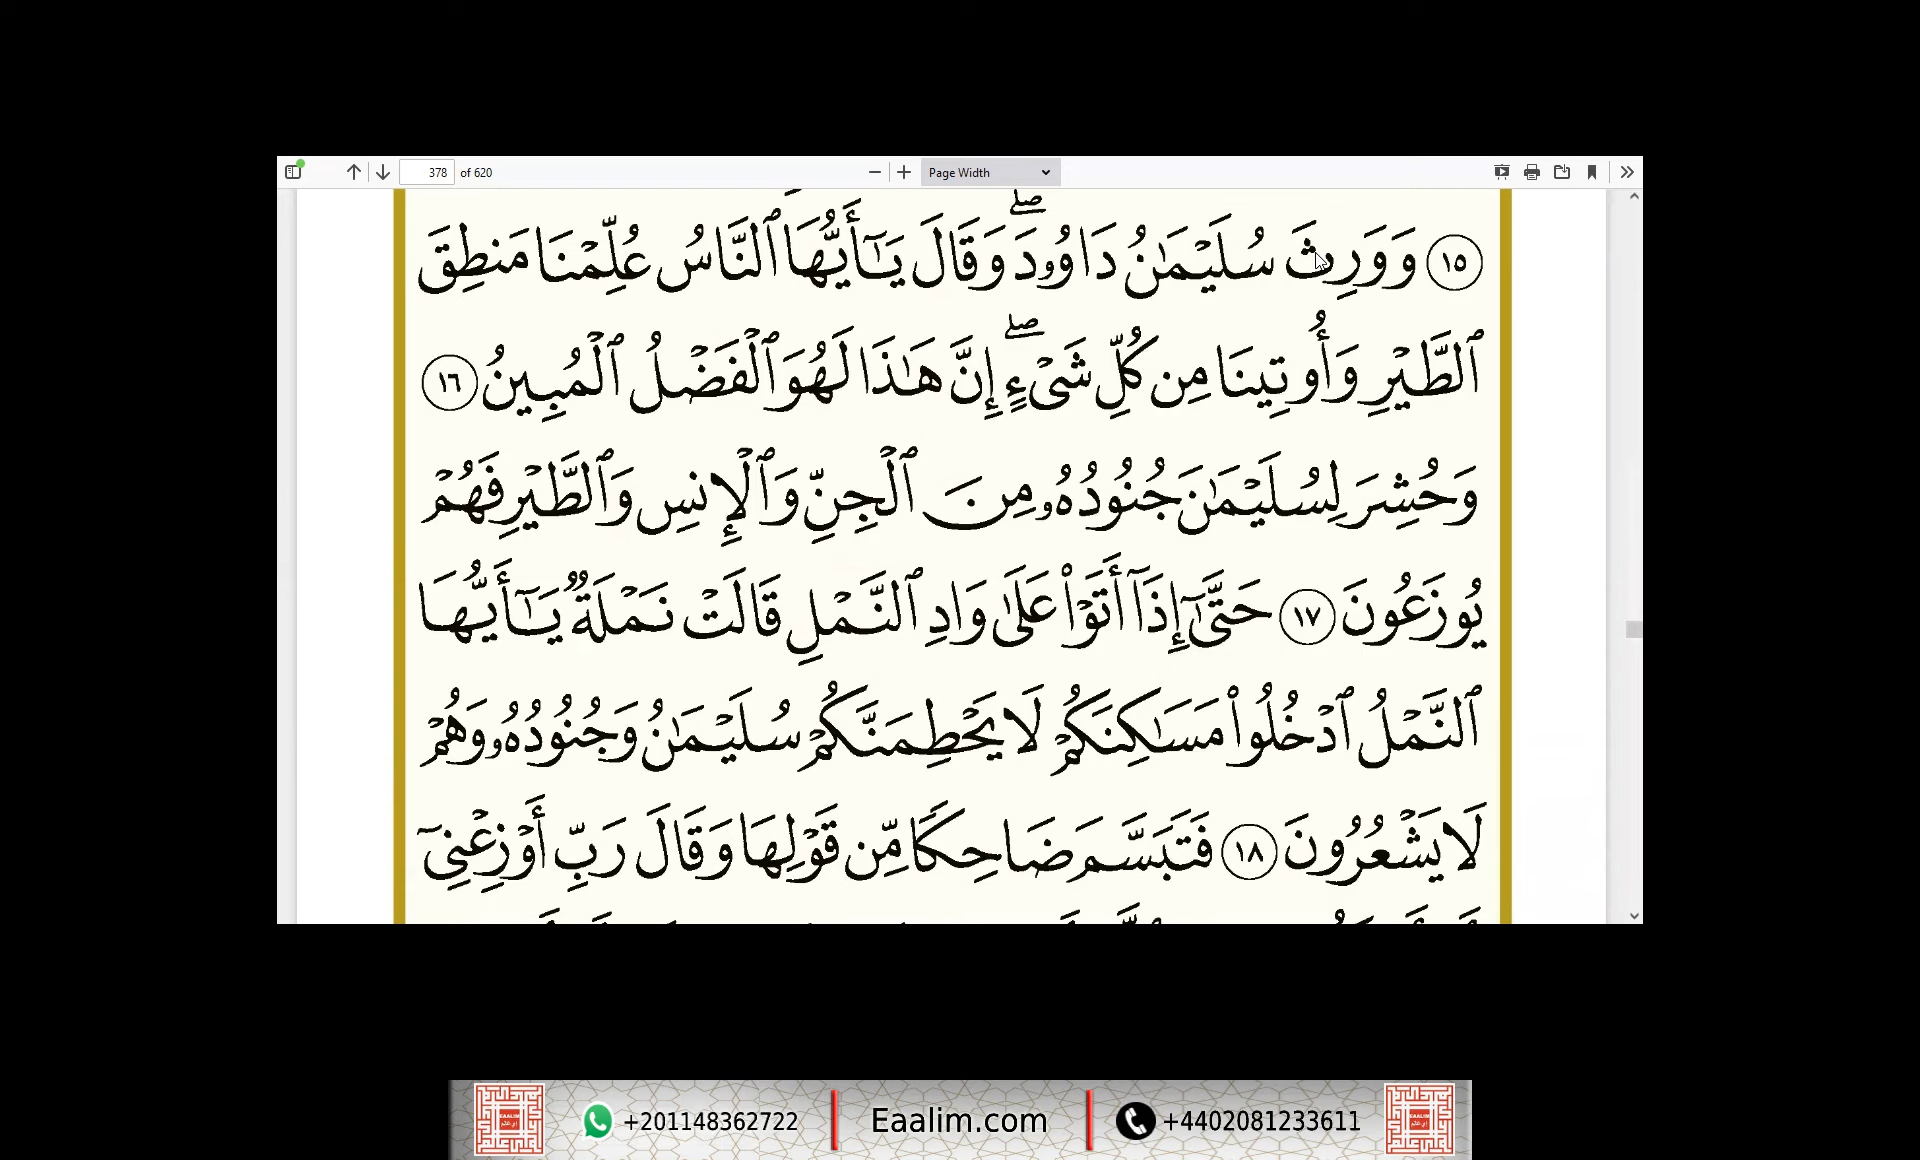 378 of 620 Page Width
١٥ وَوَرِثَ سُلَيْمَٰنُ دَاوُۥدَ ۖ وَقَالَ يَٰٓأَيُّهَا ٱلنَّاسُ عُلِّمْنَا مَنطِقَ
ٱلطَّيْرِ وَأُوتِينَا مِن كُلِّ شَىْءٍ ۖ إِنَّ هَٰذَا لَهُوَ ٱلْفَضْلُ ٱلْمُبِينُ ١٦
وَحُشِرَ لِسُلَيْمَٰنَ جُنُودُهُۥ مِنَ ٱلْجِنِّ وَٱلْإِنسِ وَٱلطَّيْرِ فَهُمْ
يُوزَعُونَ ١٧ حَتَّىٰٓ إِذَآ أَتَوْا۟ عَلَىٰ وَادِ ٱلنَّمْلِ قَالَتْ نَمْلَةٌ يَٰٓأَيُّهَا
ٱلنَّمْلُ ٱدْخُلُوا۟ مَسَٰكِنَكُمْ لَا يَحْطِمَنَّكُمْ سُلَيْمَٰنُ وَجُنُودُهُۥ وَهُمْ
لَا يَشْعُرُونَ ١٨ فَتَبَسَّمَ ضَاحِكًا مِّن قَوْلِهَا وَقَالَ رَبِّ أَوْزِعْنِىٓ
+201148362722 Eaalim.com +4402081233611